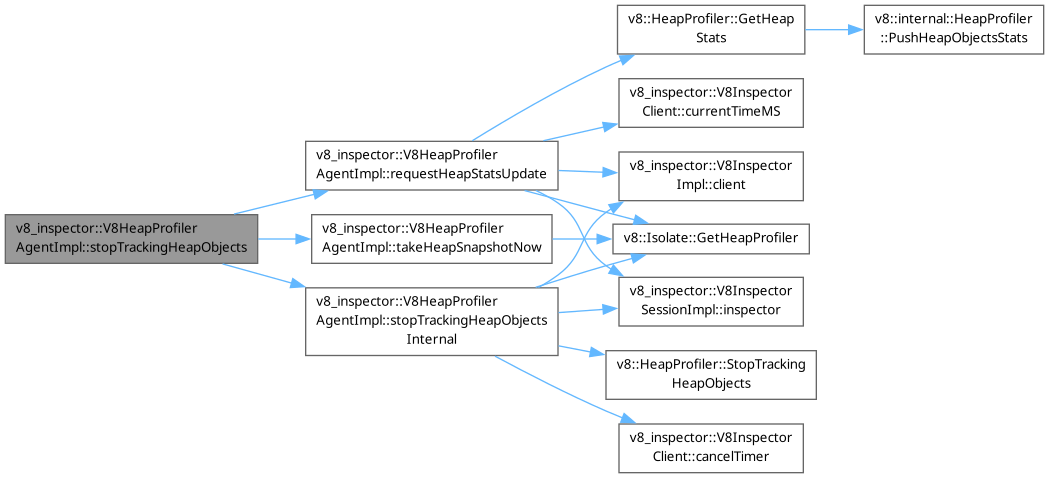 v8_inspector::V8HeapProfiler
AgentImpl::stopTrackingHeapObjects
v8_inspector::V8HeapProfiler
AgentImpl::requestHeapStatsUpdate
v8_inspector::V8HeapProfiler
AgentImpl::takeHeapSnapshotNow
v8_inspector::V8HeapProfiler
AgentImpl::stopTrackingHeapObjects
Internal
v8::HeapProfiler::GetHeap
Stats
v8_inspector::V8Inspector
Client::currentTimeMS
v8_inspector::V8Inspector
Impl::client
v8::Isolate::GetHeapProfiler
v8_inspector::V8Inspector
SessionImpl::inspector
v8::HeapProfiler::StopTracking
HeapObjects
v8_inspector::V8Inspector
Client::cancelTimer
v8::internal::HeapProfiler
::PushHeapObjectsStats